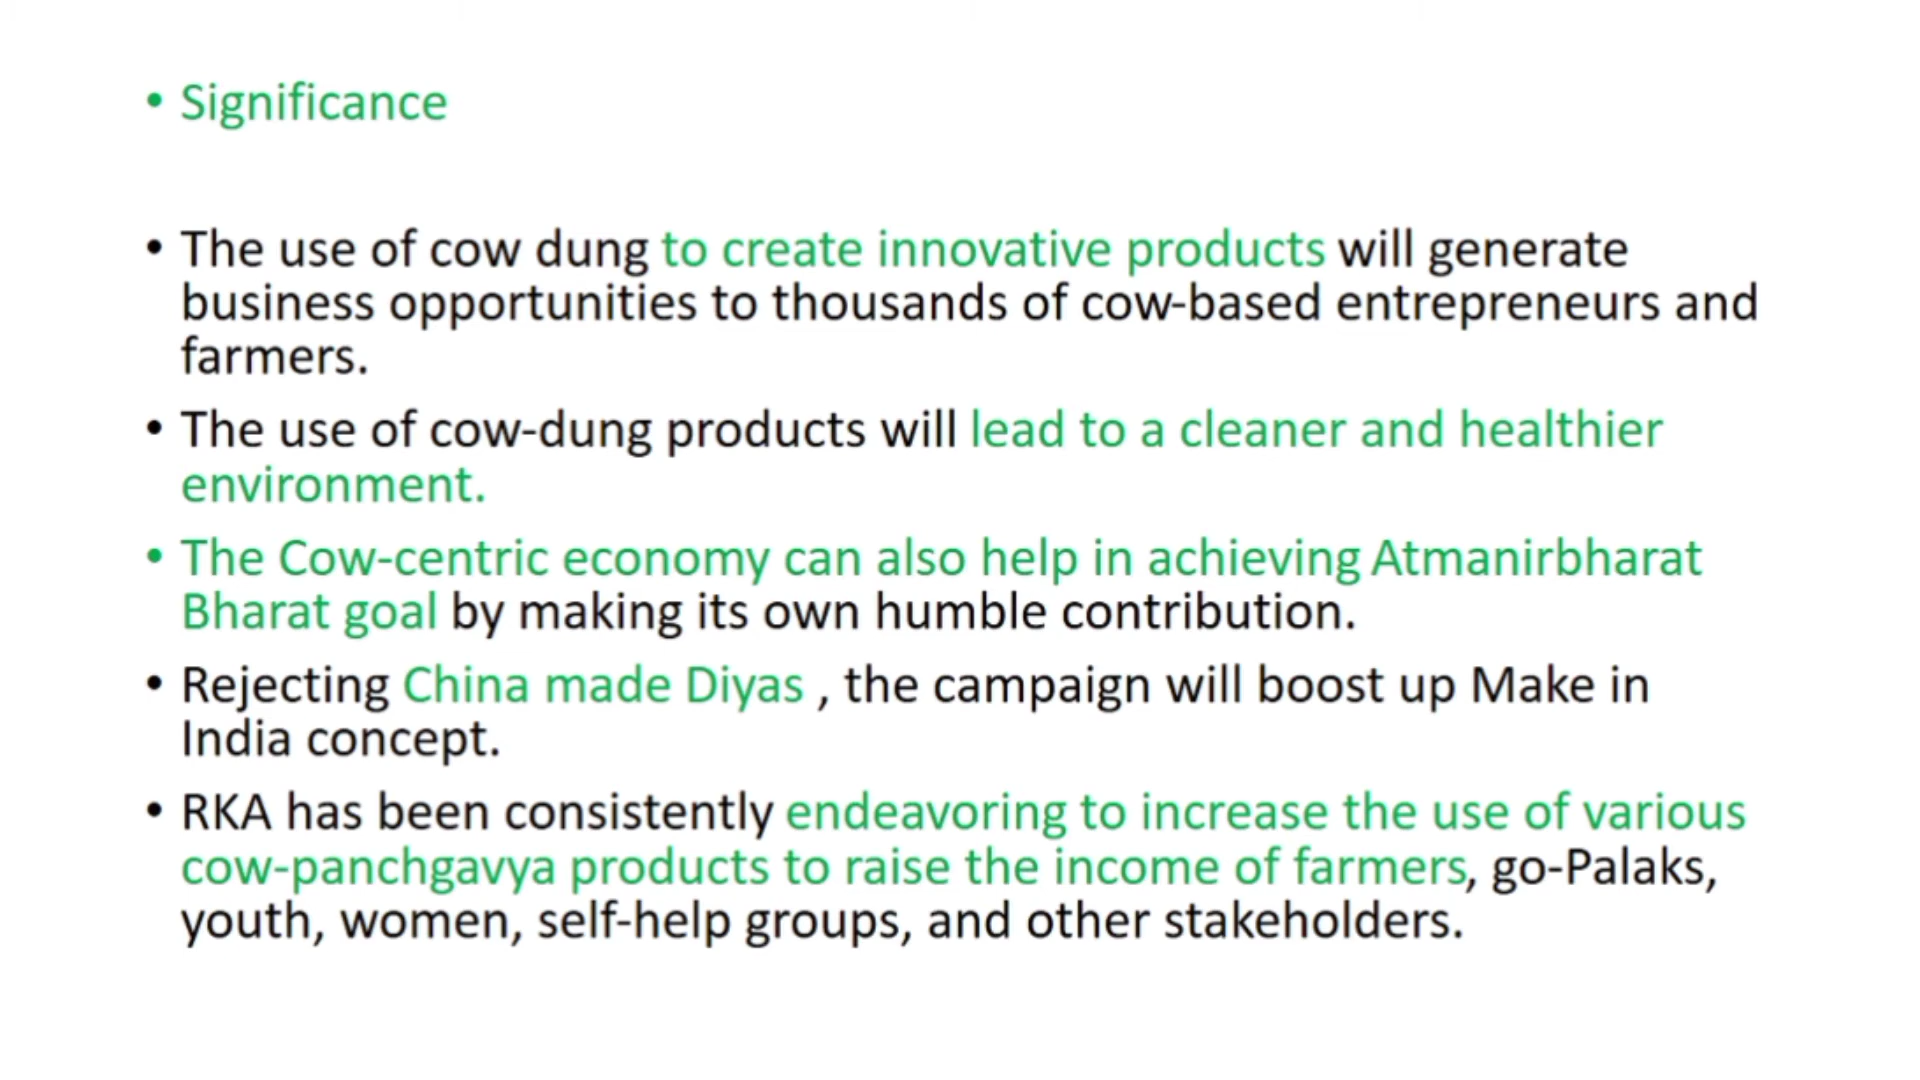 • Significance
• The use of cow dung to create innovative products will generate
business opportunities to thousands of cow-based entrepreneurs and
farmers.
• The use of cow-dung products will lead to a cleaner and healthier
environment.
• The Cow-centric economy can also help in achieving Atmanirbharat
Bharat goal by making its own humble contribution.
• Rejecting China made Diyas , the campaign will boost up Make in
India concept.
• RKA has been consistently endeavoring to increase the use of various
cow-panchgavya products to raise the income of farmers, go-Palaks,
youth, women, self-help groups, and other stakeholders.